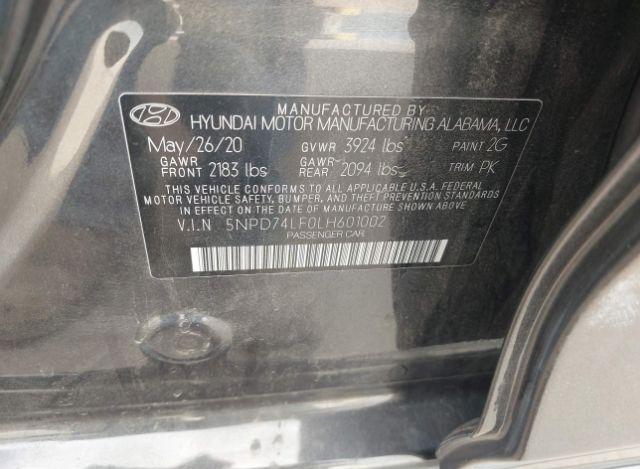 MANUFACTURED BY
HYUNDAI MOTOR MANUFACTURING ALABAMA, LLC
May/26/20 GVWR 3924 lbs PAINT 2G
GAWR FRONT 2183 lbs GAWR REAR 2094 lbs TRIM PK
THIS VEHICLE CONFORMS TO ALL APPLICABLE U.S.A. FEDERAL
MOTOR VEHICLE SAFETY, BUMPER, AND THEFT PREVENTION STANDARDS
IN EFFECT ON THE DATE OF MANUFACTURE SHOWN ABOVE.
V.I.N 5NPD74LF0LH601002
PASSENGER CAR